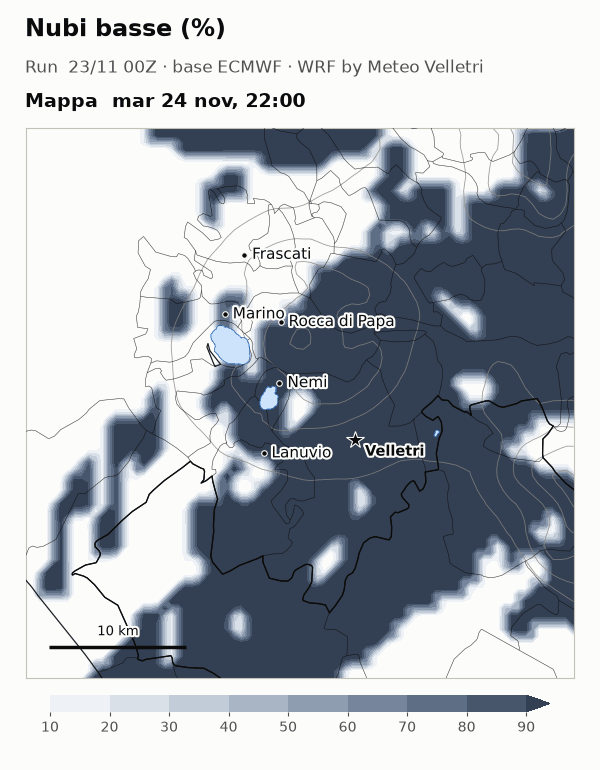 Nubi basse (%)
Run  23/11 00Z · base ECMWF · WRF by Meteo Velletri
Mappa  mar 24 nov, 22:00
Frascati
Marino
Rocca di Papa
Nemi
Velletri
Lanuvio
10 km
10 20 30 40 50 60 70 80 90